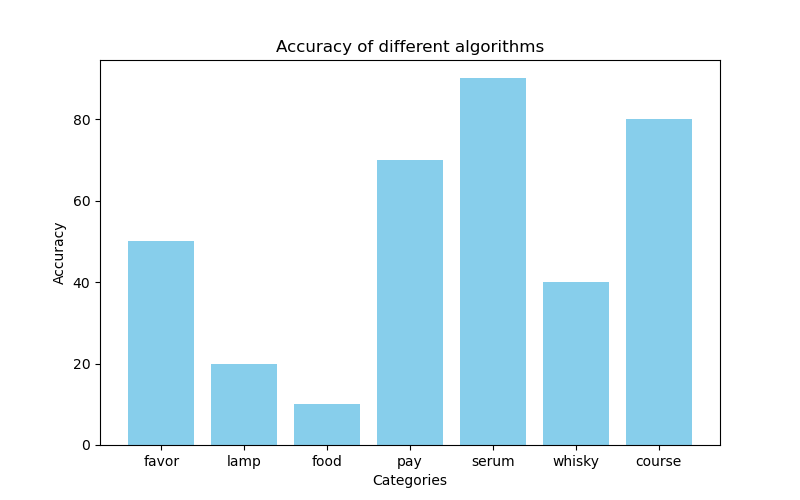 Accuracy of different algorithms
Accuracy
80
60
40
20
0
favor lamp food pay serum whisky course
Categories